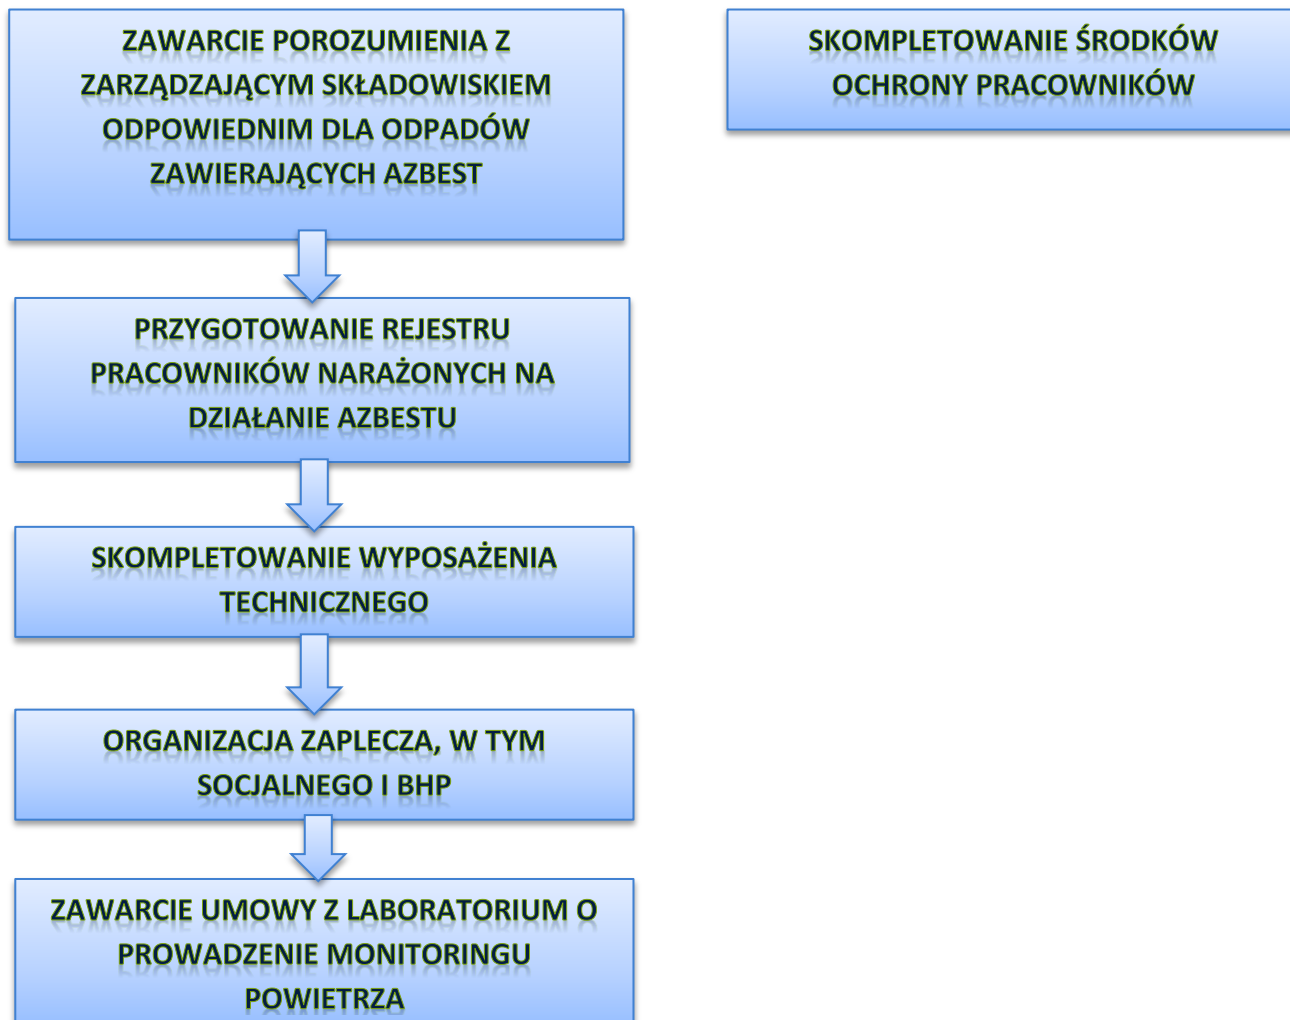 ZAWARCIE POROZUMIENIA Z
ZARZĄDZAJĄCYM SKŁADOWISKIEM
ODPOWIEDNIM DLA ODPADÓW
ZAWIERAJĄCYCH AZBEST
PRZYGOTOWANIE REJESTRU
PRACOWNIKÓW NARAŻONYCH NA
DZIAŁANIE AZBESTU
SKOMPLETOWANIE WYPOSAŻENIA
TECHNICZNEGO
ORGANIZACJA ZAPLECZA, W TYM
SOCJALNEGO I BHP
ZAWARCIE UMOWY Z LABORATORIUM O
PROWADZENIE MONITORINGU
POWIETRZA
SKOMPLETOWANIE ŚRODKÓW
OCHRONY PRACOWNIKÓW